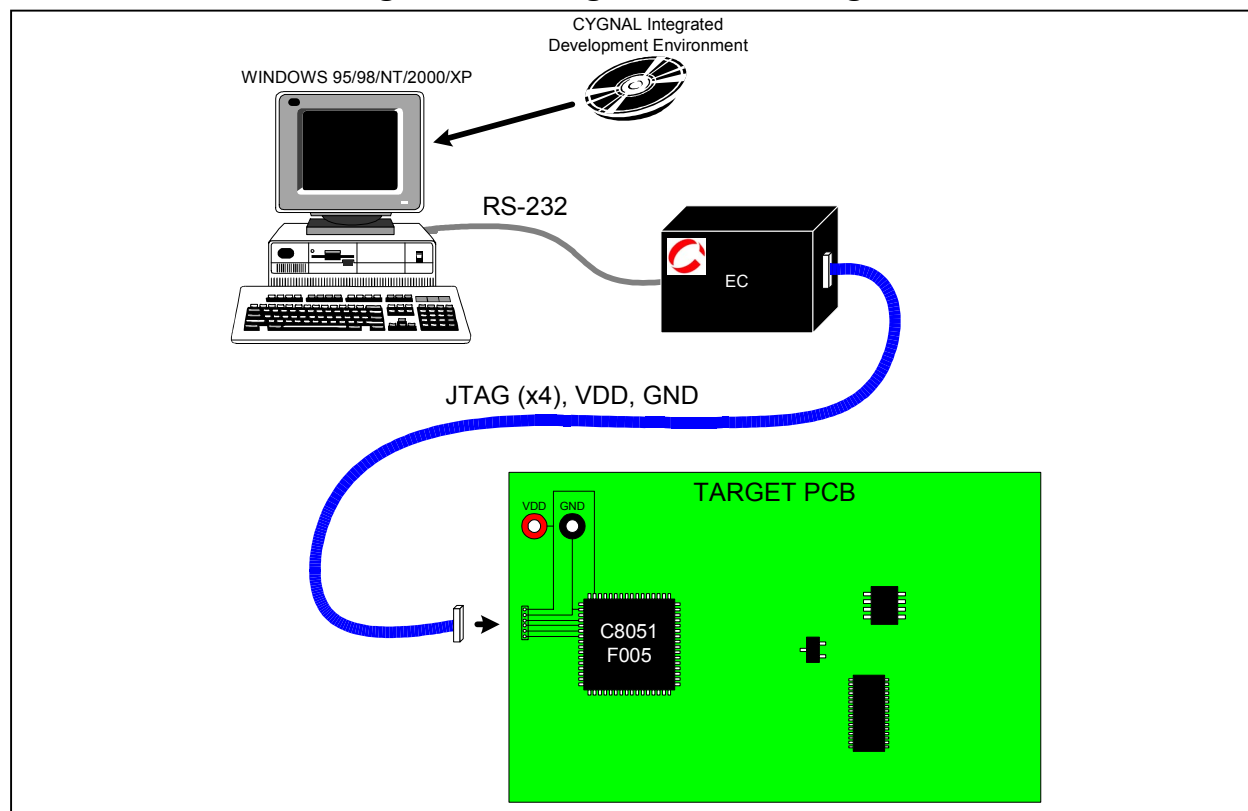 CYGNAL Integrated
Development Environment
WINDOWS 95/98/NT/2000/XP
RS-232
EC
JTAG (x4), VDD, GND
TARGET PCB
VDD
GND
C8051
F005